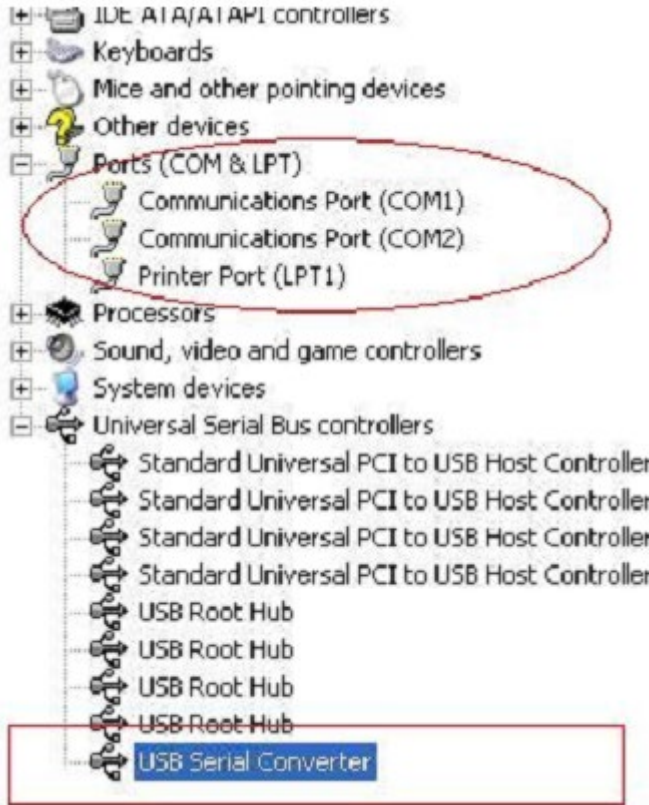 IDE ATA/ATAPI controllers
Keyboards
Mice and other pointing devices
Other devices
Ports (COM & LPT)
Communications Port (COM1)
Communications Port (COM2)
Printer Port (LPT1)
Processors
Sound, video and game controllers
System devices
Universal Serial Bus controllers
Standard Universal PCI to USB Host Controller
Standard Universal PCI to USB Host Controller
Standard Universal PCI to USB Host Controller
Standard Universal PCI to USB Host Controller
USB Root Hub
USB Root Hub
USB Root Hub
USB Root Hub
USB Serial Converter